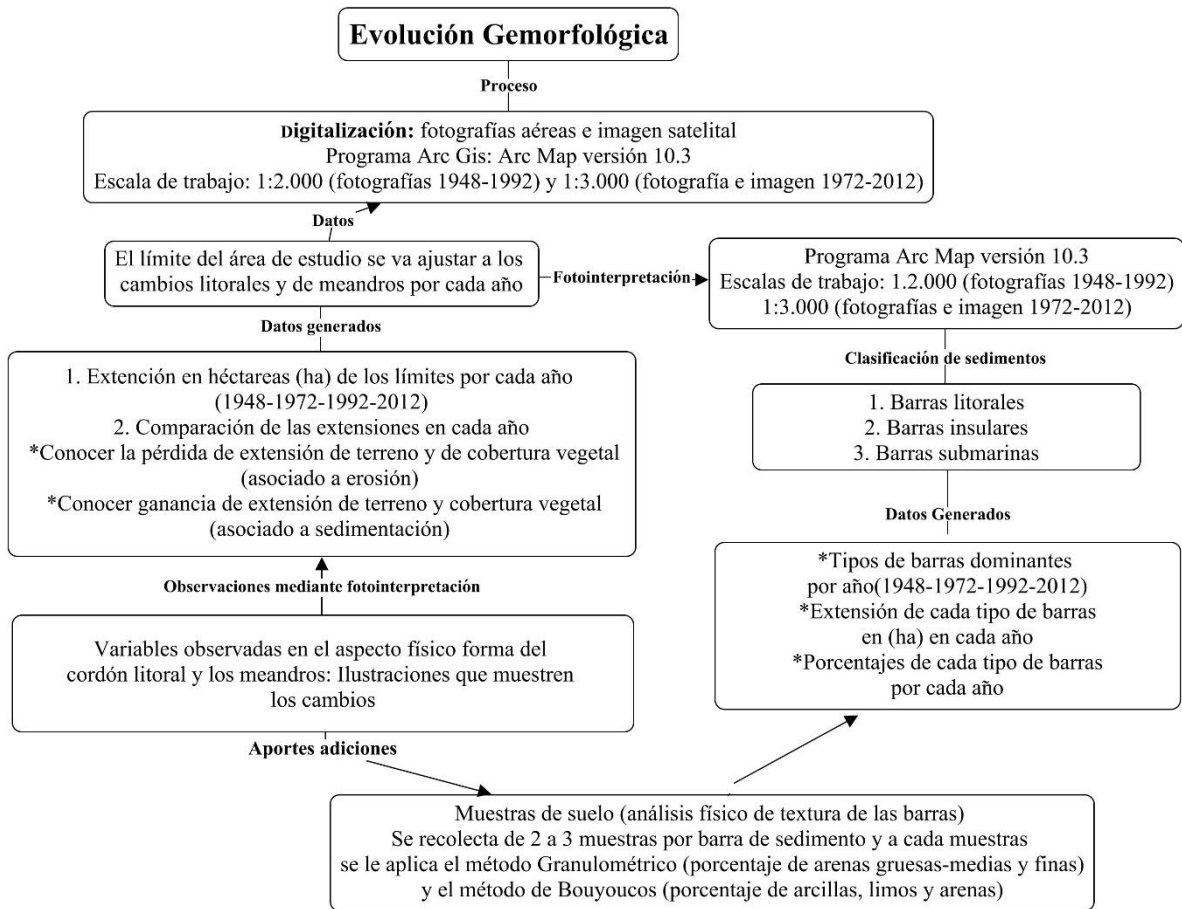 Evolución Gemorfológica
Proceso
Digitalización: fotografías aéreas e imagen satelital
Programa Arc Gis: Arc Map versión 10.3
Escala de trabajo: 1:2.000 (fotografías 1948-1992) y 1:3.000 (fotografía e imagen 1972-2012)
Datos
El límite del área de estudio se va ajustar a los
cambios litorales y de meandros por cada año
Fotointerpretación
Programa Arc Map versión 10.3
Escalas de trabajo: 1.2.000 (fotografías 1948-1992)
1:3.000 (fotografías e imagen 1972-2012)
Datos generados
1. Extención en héctareas (ha) de los límites por cada año
(1948-1972-1992-2012)
2. Comparación de las extensiones en cada año
*Conocer la pérdida de extensión de terreno y de cobertura vegetal
(asociado a erosión)
*Conocer ganancia de extensión de terreno y cobertura vegetal
(asociado a sedimentación)
Clasificación de sedimentos
1. Barras litorales
2. Barras insulares
3. Barras submarinas
Datos Generados
*Tipos de barras dominantes
por año(1948-1972-1992-2012)
*Extensión de cada tipo de barras
en (ha) en cada año
*Porcentajes de cada tipo de barras
por cada año
Observaciones mediante fotointerpretación
Variables observadas en el aspecto físico forma del
cordón litoral y los meandros: Ilustraciones que muestren
los cambios
Aportes adiciones
Muestras de suelo (análisis físico de textura de las barras)
Se recolecta de 2 a 3 muestras por barra de sedimento y a cada muestras
se le aplica el método Granulométrico (porcentaje de arenas gruesas-medias y finas)
y el método de Bouyoucos (porcentaje de arcillas, limos y arenas)